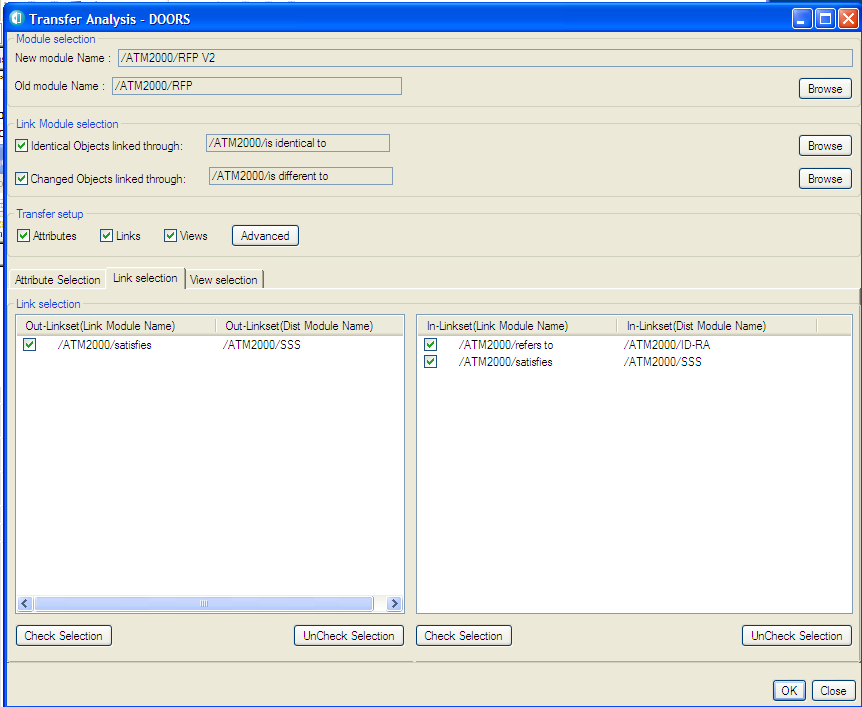 Transfer Analysis - DOORS
Module selection
New module Name : /ATM2000/RFP V2
Old module Name : /ATM2000/RFP Browse
Link Module selection
Identical Objects linked through: /ATM2000/is identical to Browse
Changed Objects linked through: /ATM2000/is different to Browse
Transfer setup
Attributes Links Views Advanced
Attribute Selection Link selection View selection
Link selection
Out-Linkset(Link Module Name) Out-Linkset(Dist Module Name) In-Linkset(Link Module Name) In-Linkset(Dist Module Name)
/ATM2000/satisfies /ATM2000/SSS /ATM2000/refers to /ATM2000/ID-RA
/ATM2000/satisfies /ATM2000/SSS
Check Selection UnCheck Selection Check Selection UnCheck Selection
OK Close